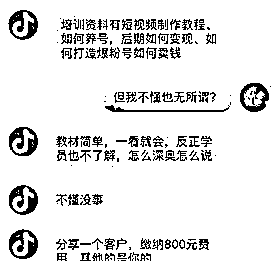 培训资料有短视频制作教程、
如何养号，后期如何变现、如
何打造爆粉号如何卖钱
但我不懂也无所谓？
教材简单，一看就会，反正学
员也不了解，怎么深奥怎么说
不懂没事
分享一个客户，缴纳800元费
用，其他的是你的